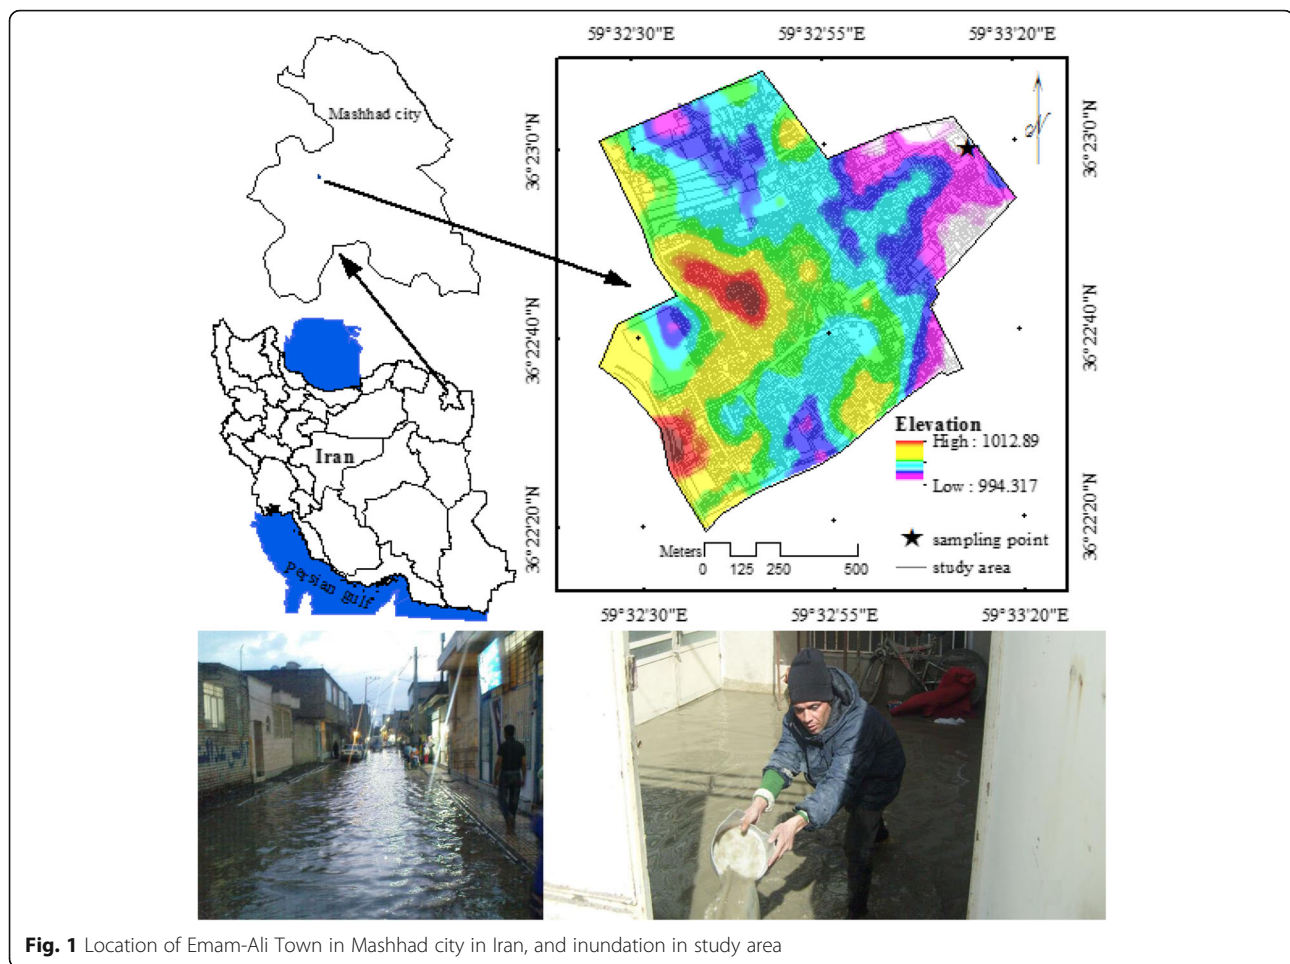 59°32'30"E 59°32'55"E 59°33'20"E
Mashhad city
N
36°23'0"N 36°23'0"N
36°22'40"N 36°22'40"N
36°22'20"N 36°22'20"N
Iran
Persian gulf
Elevation
High : 1012.89
Low : 994.317
sampling point
study area
Meters
0 125 250 500
59°32'30"E 59°32'55"E 59°33'20"E
Fig. 1 Location of Emam-Ali Town in Mashhad city in Iran, and inundation in study area